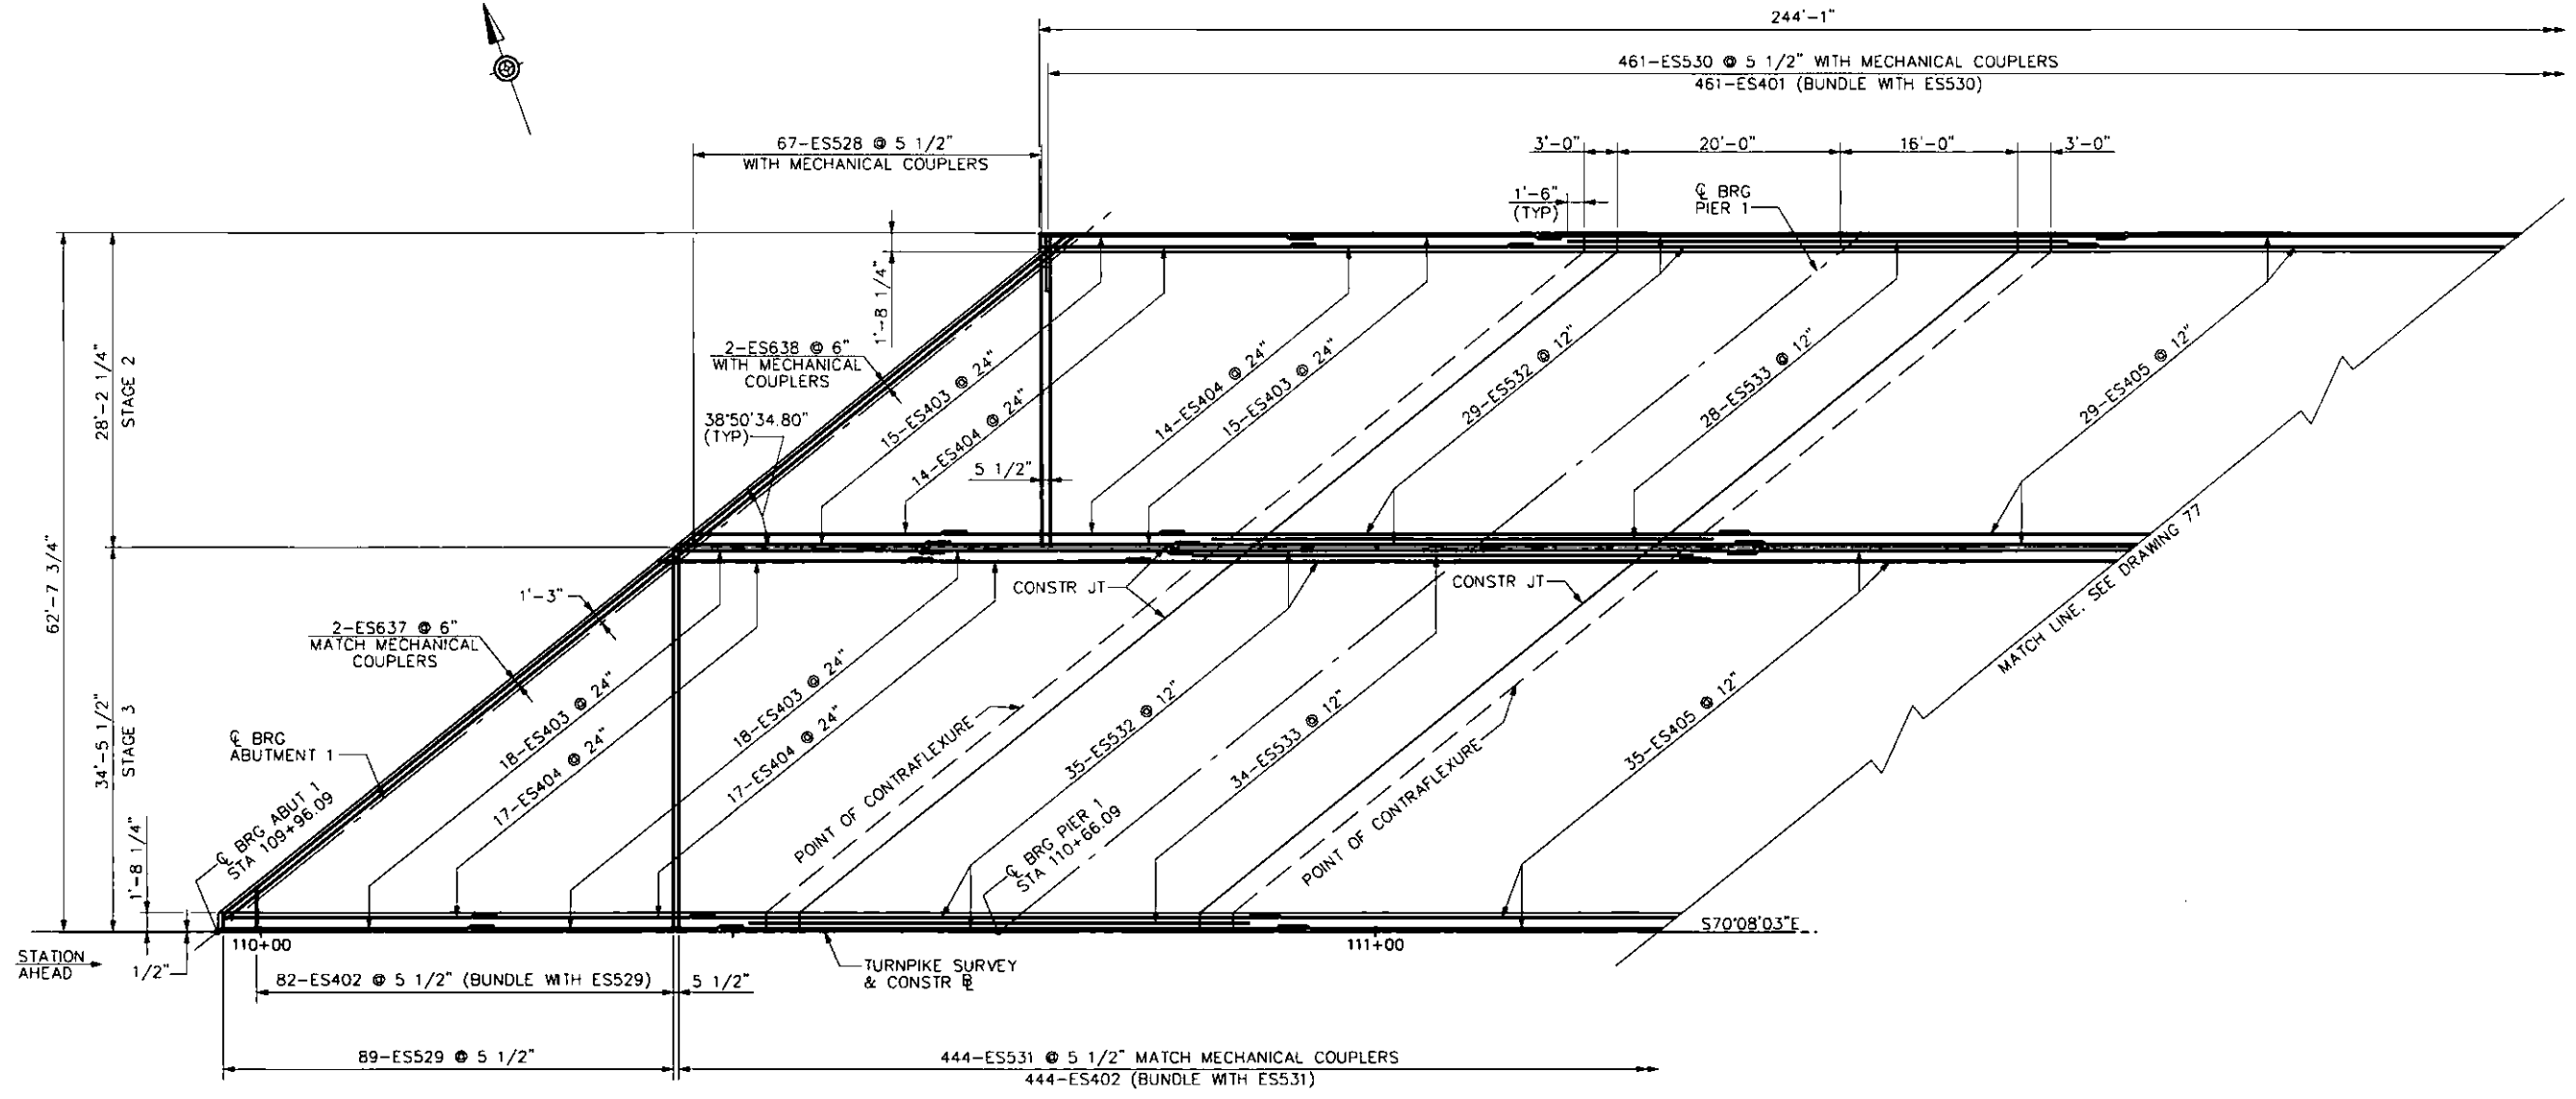 244'-1"
461-ES530 @ 5 1/2" WITH MECHANICAL COUPLERS
461-ES401 (BUNDLE WITH ES530)
67-ES528 @ 5 1/2"
WITH MECHANICAL COUPLERS
3'-0"
20'-0"
16'-0"
3'-0"
1'-6"
(TYP)
℄ BRG
PIER 1
1'-8 1/4"
2-ES638 @ 6"
WITH MECHANICAL
COUPLERS
28'-2 1/4"
STAGE 2
38°50'34.80"
(TYP)
15-ES403 @ 24"
14-ES404 @ 24"
5 1/2"
14-ES404 @ 24"
15-ES403 @ 24"
29-ES532 @ 12"
28-ES533 @ 12"
29-ES405 @ 12"
62'-7 3/4"
1'-3"
2-ES637 @ 6"
MATCH MECHANICAL
COUPLERS
CONSTR JT
CONSTR JT
MATCH LINE, SEE DRAWING 77
34'-5 1/2"
STAGE 3
℄ BRG
ABUTMENT 1
18-ES403 @ 24"
17-ES404 @ 24"
18-ES403 @ 24"
17-ES404 @ 24"
POINT OF CONTRAFLEXURE
35-ES532 @ 12"
34-ES533 @ 12"
POINT OF CONTRAFLEXURE
35-ES405 @ 12"
℄ BRG ABUT 1
STA 109+96.09
℄ BRG PIER 1
STA 110+66.09
1'-8 1/4"
S70°08'03"E
110+00
111+00
STATION
AHEAD
1/2"
82-ES402 @ 5 1/2" (BUNDLE WITH ES529)
5 1/2"
TURNPIKE SURVEY
& CONSTR ⅊
89-ES529 @ 5 1/2"
444-ES531 @ 5 1/2" MATCH MECHANICAL COUPLERS
444-ES402 (BUNDLE WITH ES531)